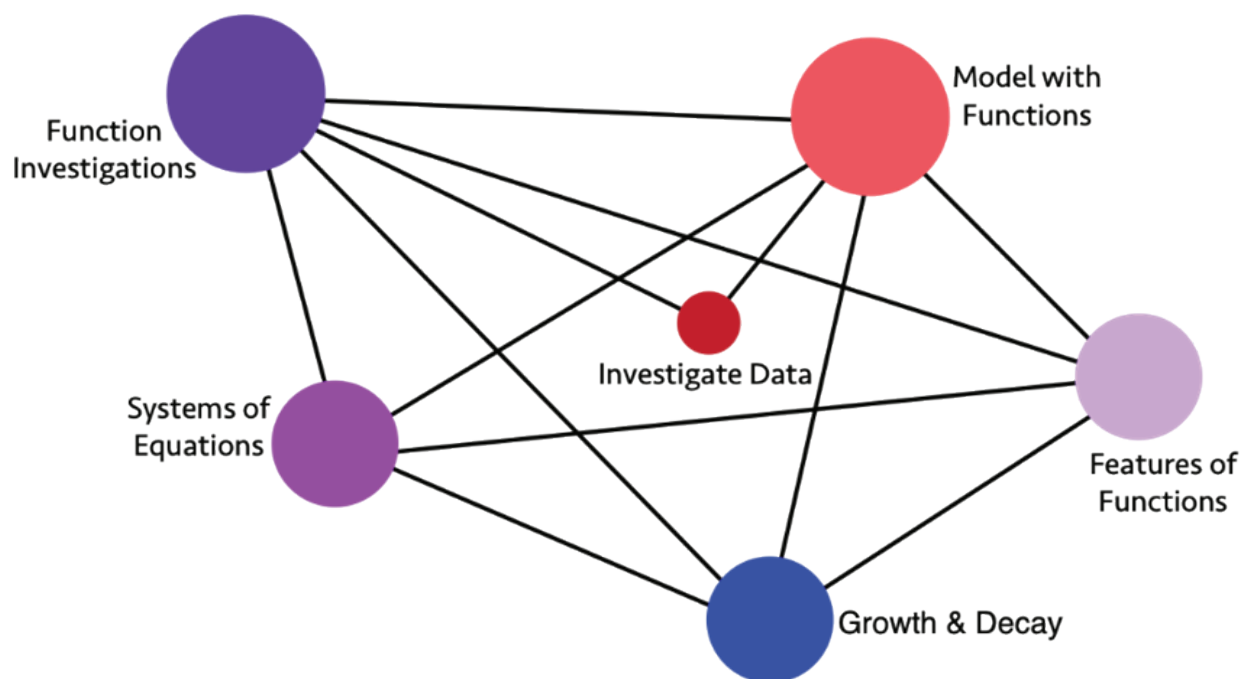 Model with
Functions
Function
Investigations
Investigate Data
Systems of
Equations
Features of
Functions
Growth & Decay